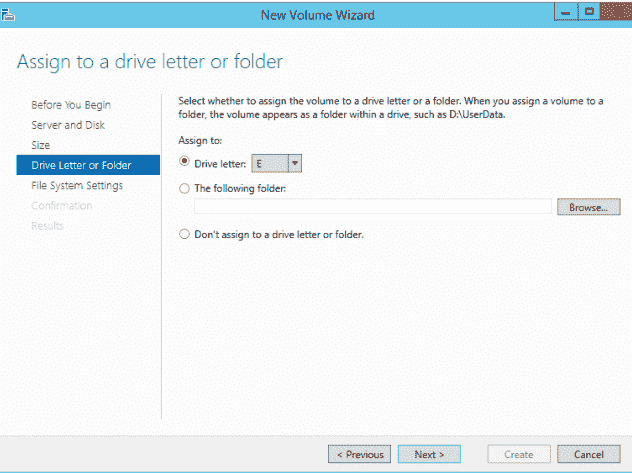 New Volume Wizard
Assign to a drive letter or folder
Before You Begin
Server and Disk
Size
Drive Letter or Folder
File System Settings
Confirmation
Results
Select whether to assign the volume to a drive letter or a folder. When you assign a volume to a
folder, the volume appears as a folder within a drive, such as D:\UserData.
Assign to:
Drive letter: E
The following folder:
Browse...
Don't assign to a drive letter or folder.
< Previous
Next >
Create
Cancel